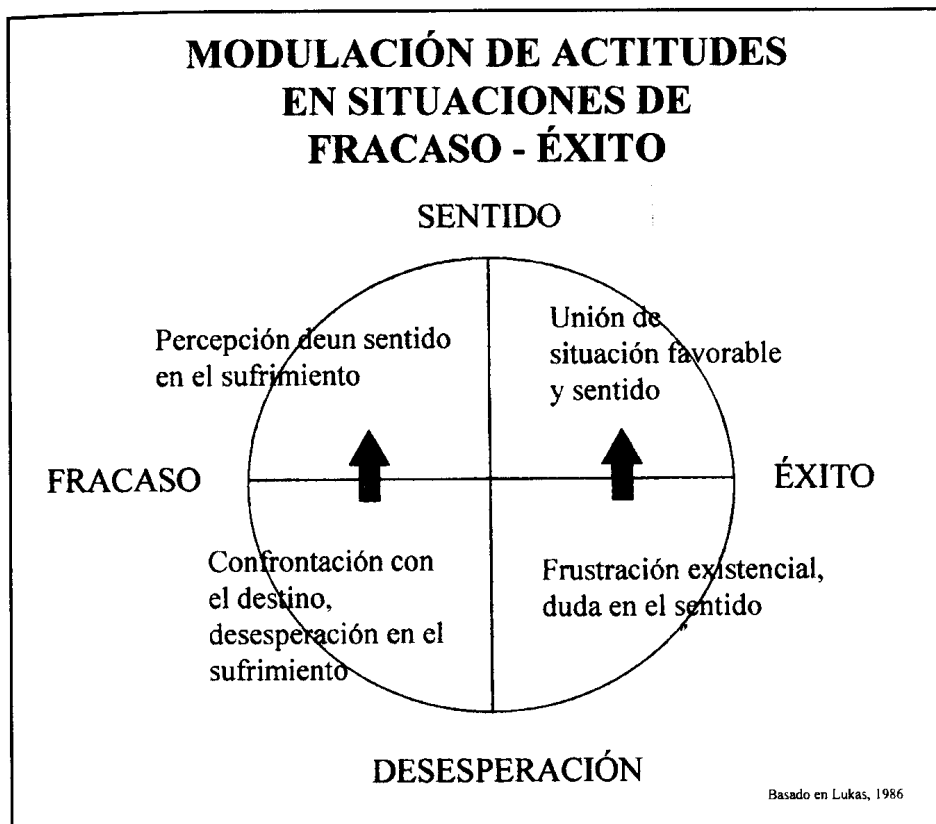 MODULACIÓN DE ACTITUDES
EN SITUACIONES DE
FRACASO - ÉXITO
SENTIDO
Percepción deun sentido
en el sufrimiento
Unión de
situación favorable
y sentido
FRACASO
ÉXITO
Confrontación con
el destino,
desesperación en el
sufrimiento
Frustración existencial,
duda en el sentido
DESESPERACIÓN
Basado en Lukas, 1986